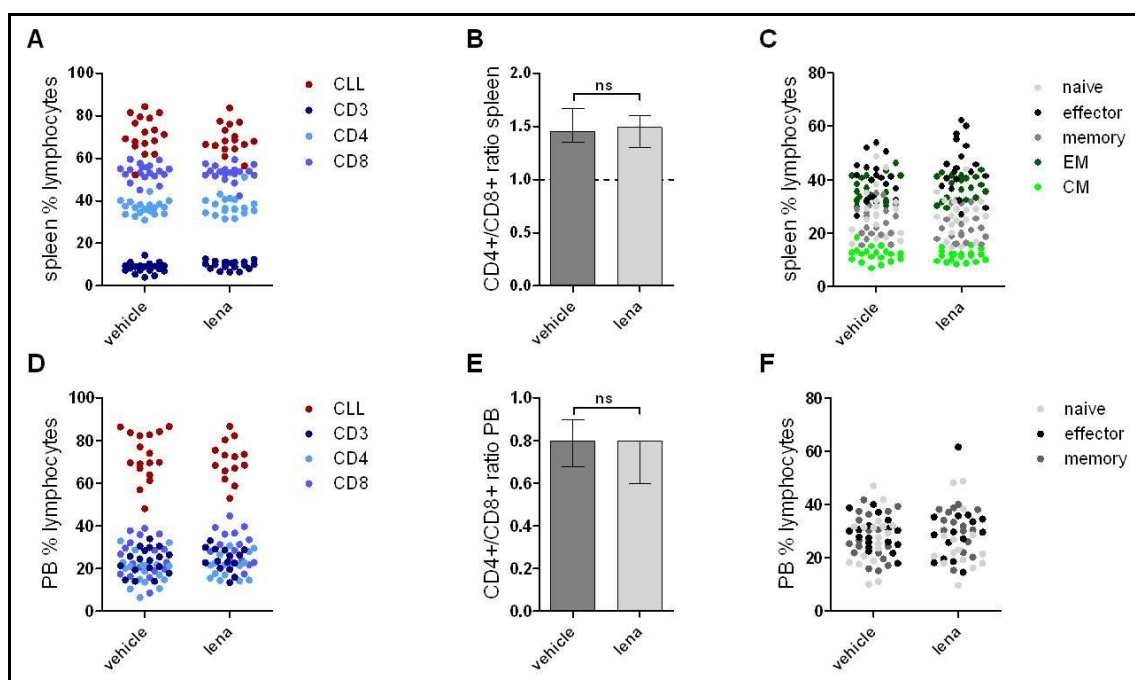 A
spleen % lymphocytes
100
80
60
40
20
0
vehicle
lena
CLL
CD3
CD4
CD8
B
CD4+/CD8+ ratio spleen
2.0
1.5
1.0
0.5
0.0
ns
vehicle
lena
C
spleen % lymphocytes
80
60
40
20
0
vehicle
lena
naive
effector
memory
EM
CM
D
PB % lymphocytes
100
80
60
40
20
0
vehicle
lena
CLL
CD3
CD4
CD8
E
CD4+/CD8+ ratio PB
1.0
0.8
0.6
0.4
0.2
0.0
ns
vehicle
lena
F
PB % lymphocytes
80
60
40
20
0
vehicle
lena
naive
effector
memory